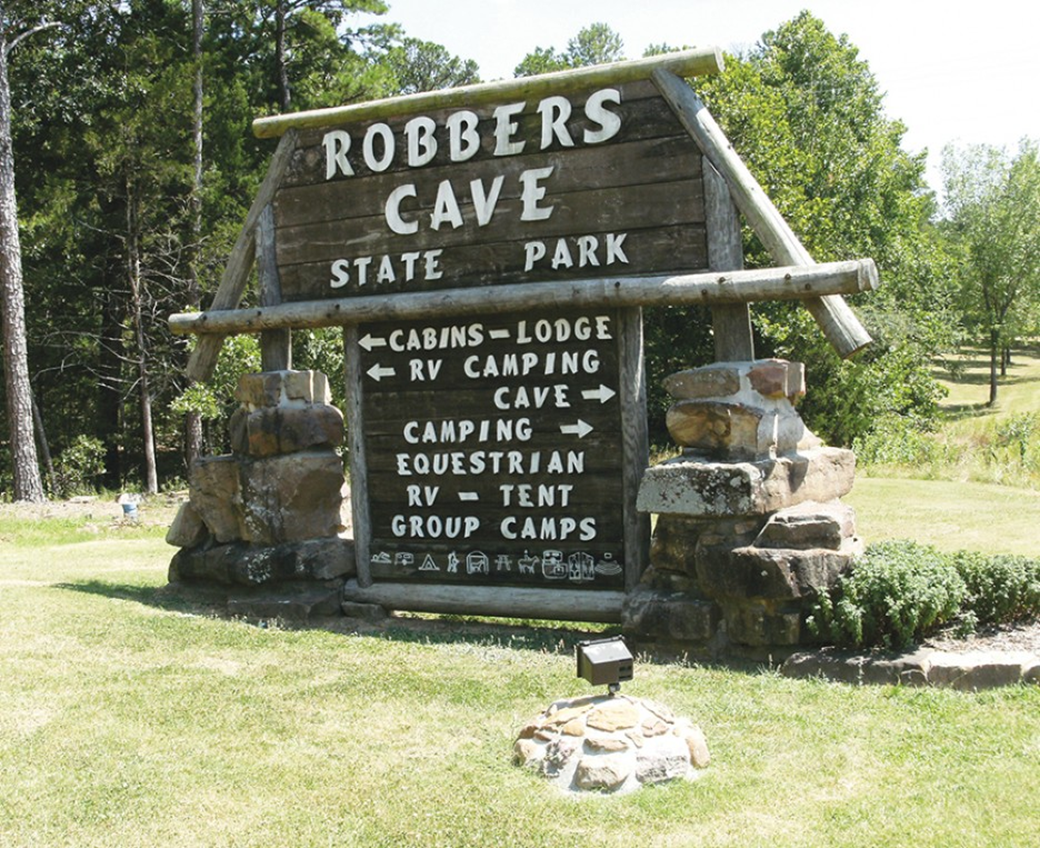 ROBBERS
CAVE
STATE PARK
← CABINS - LODGE
← RV CAMPING
CAVE →
CAMPING →
EQUESTRIAN
RV - TENT
GROUP CAMPS